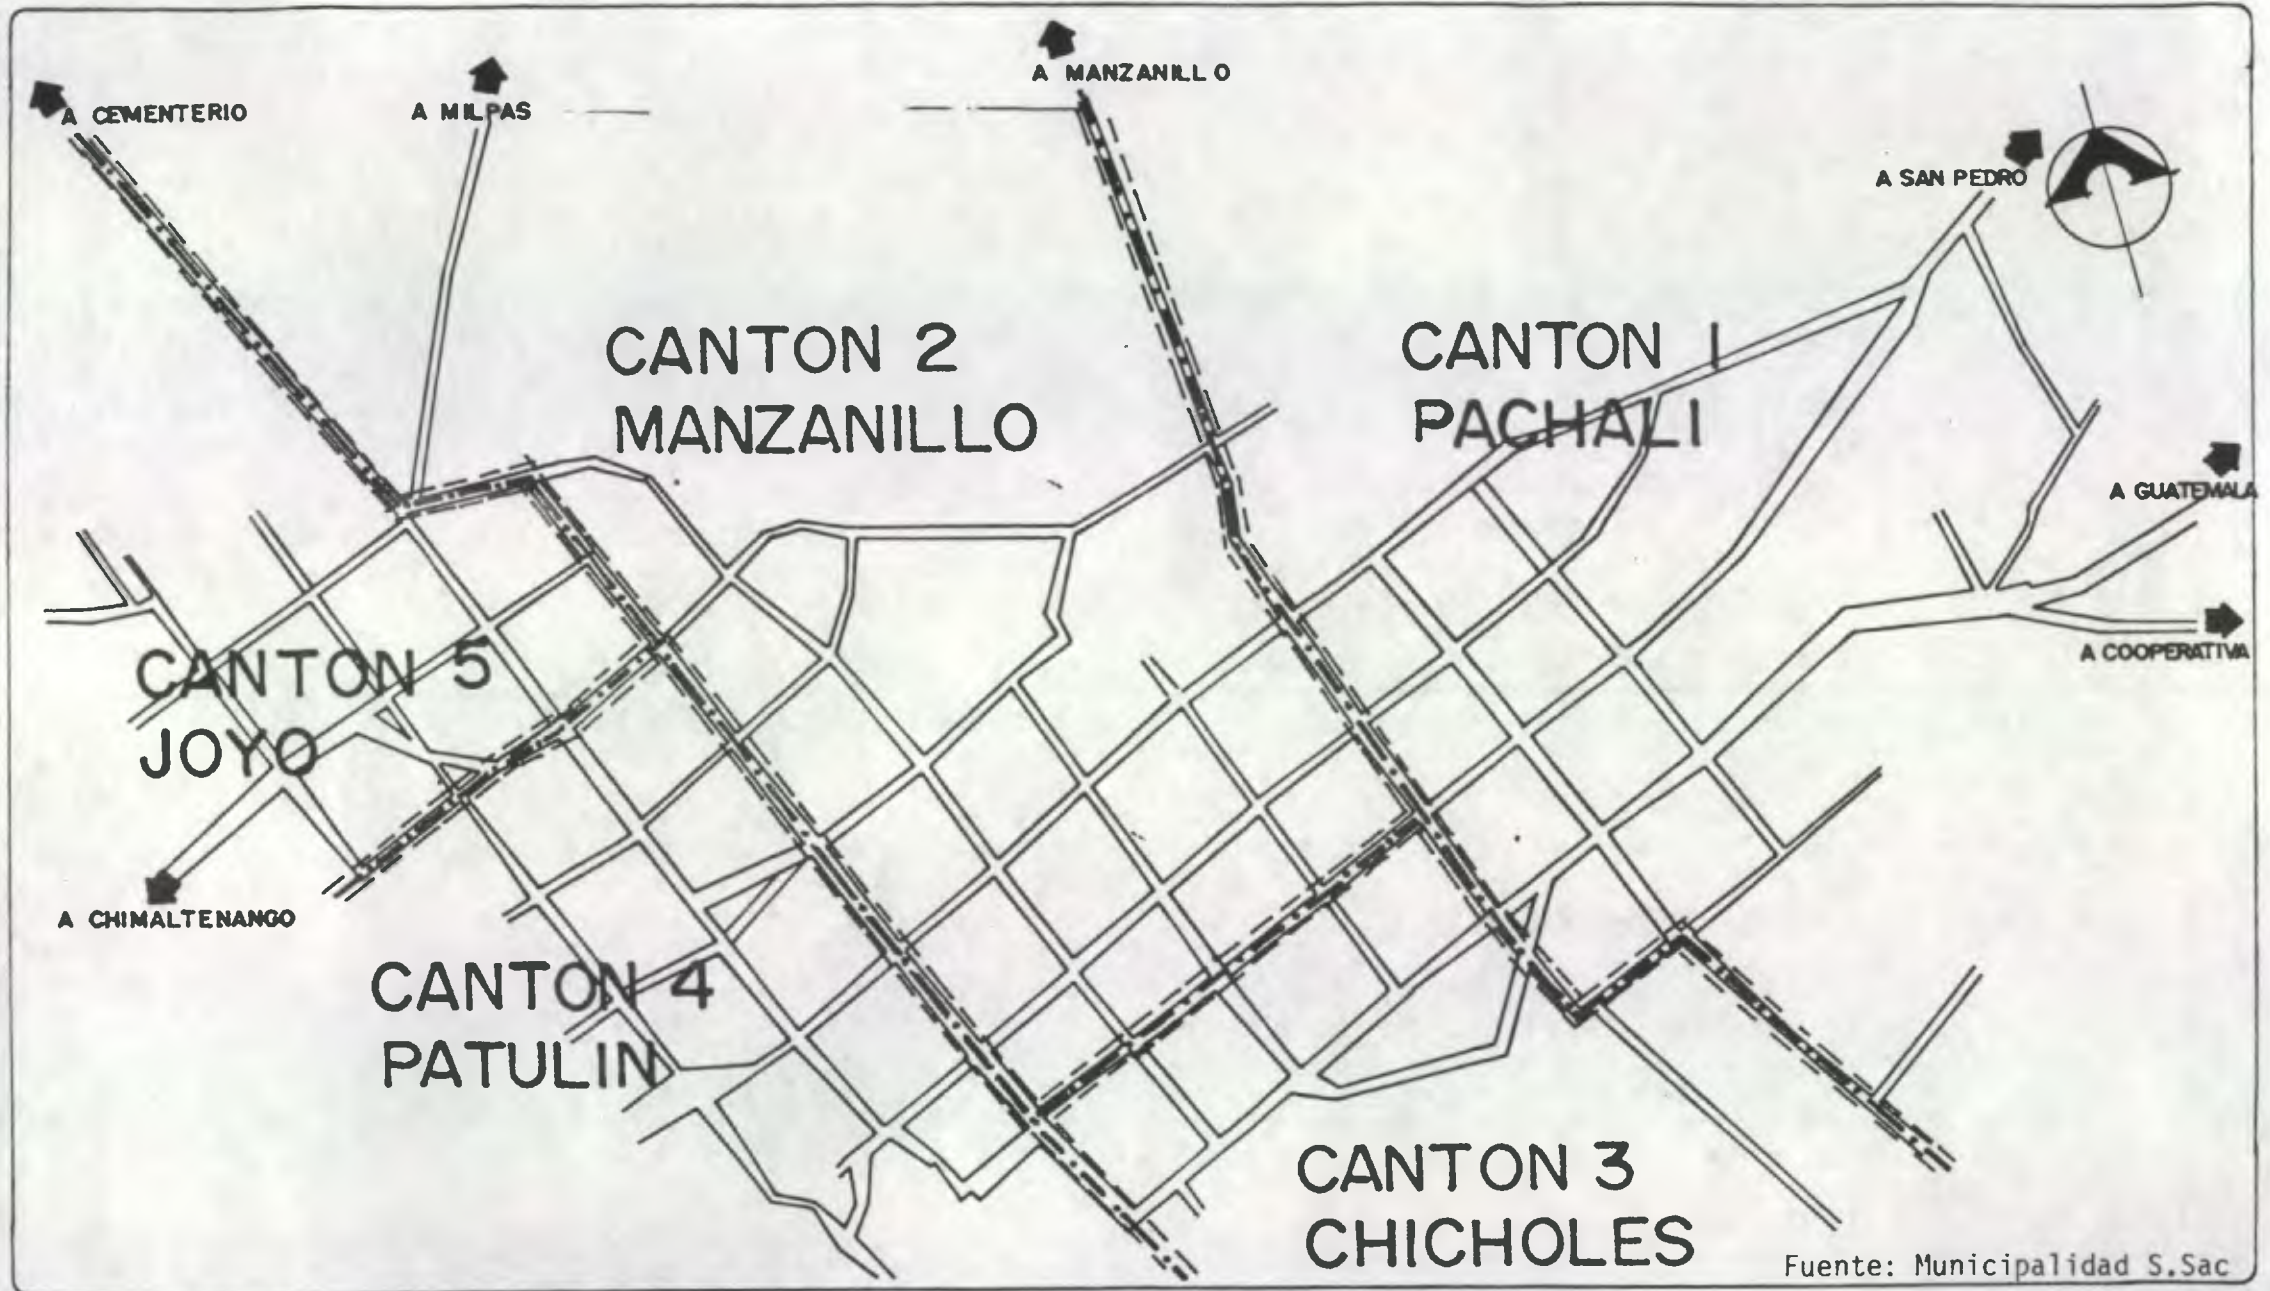 A MANZANILLO
A CEMENTERIO
A MILPAS
A SAN PEDRO
CANTON 2
MANZANILLO
CANTON 1
PACHALI
A GUATEMALA
A COOPERATIVA
CANTON 5
JOYO
A CHIMALTENANGO
CANTON 4
PATULIN
CANTON 3
CHICHOLES
Fuente: Municipalidad S.Sac